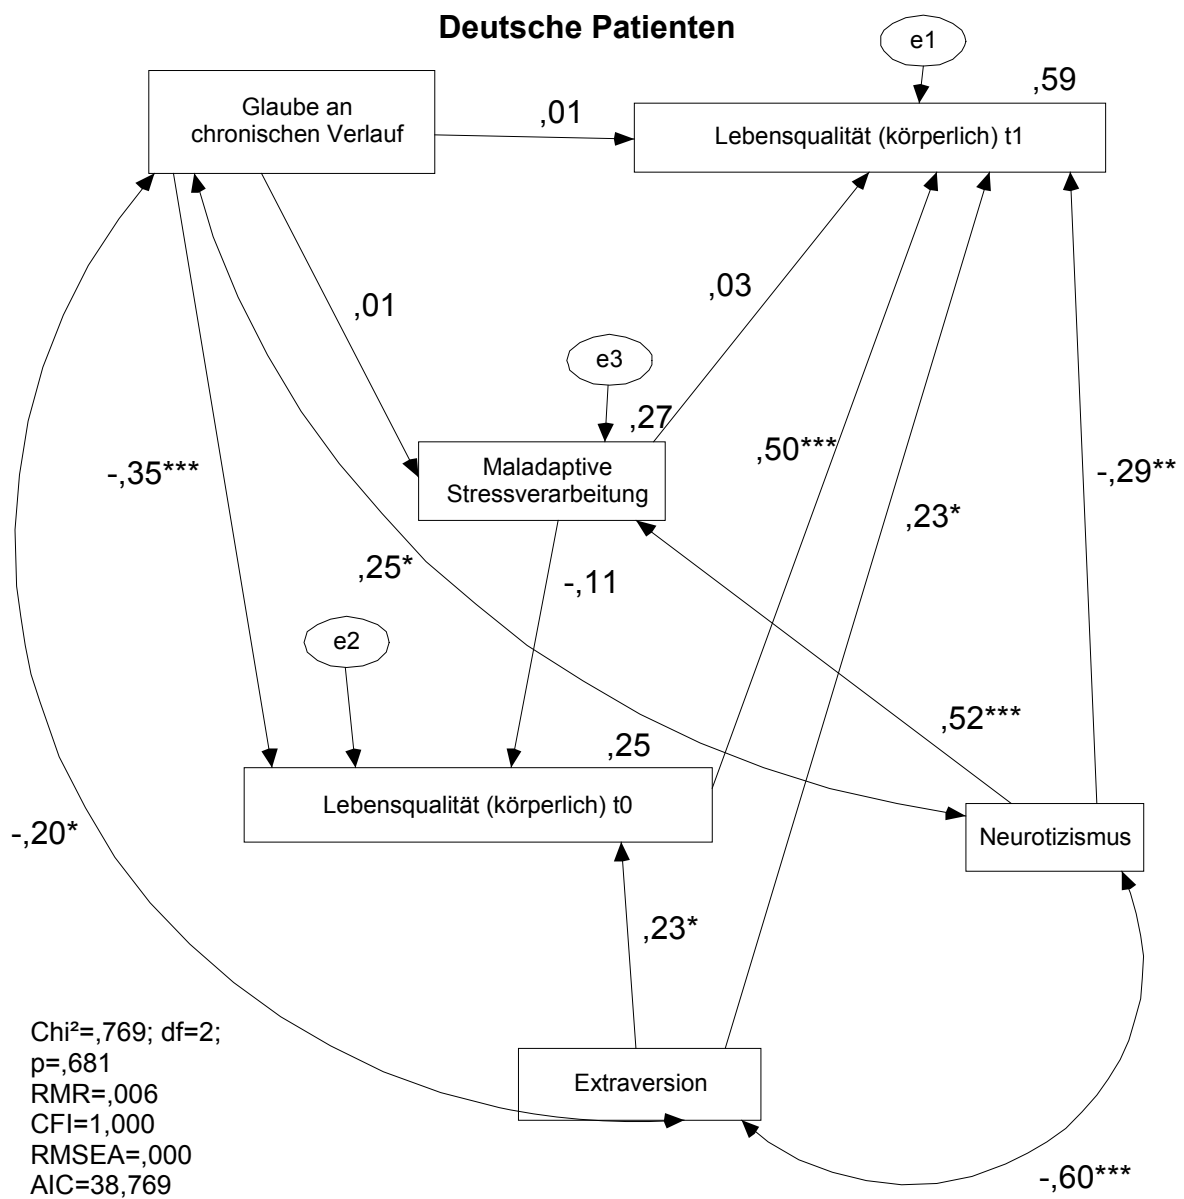 Deutsche Patienten
e1
,59
Glaube an
chronischen Verlauf
,01
Lebensqualität (körperlich) t1
,01
,03
e3
,27
Maladaptive
Stressverarbeitung
-,35***
,50***
-,29**
,23*
,25*
-,11
e2
,52***
,25
Lebensqualität (körperlich) t0
-,20*
Neurotizismus
,23*
Chi²=,769; df=2;
p=,681
RMR=,006
CFI=1,000
RMSEA=,000
AIC=38,769
Extraversion
-,60***